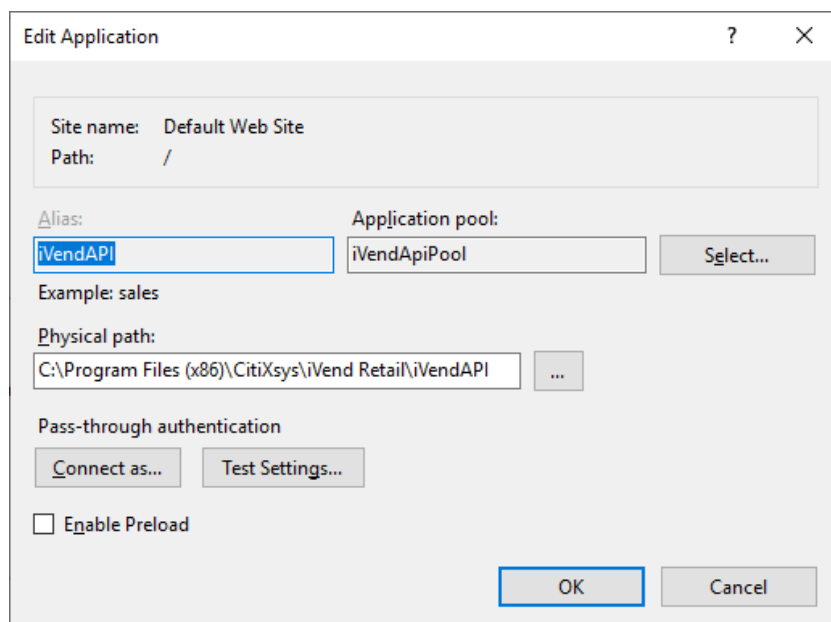 Edit Application
?
Site name: Default Web Site
Path: /
Alias: Application pool:
iVendAPI iVendApiPool Select...
Example: sales
Physical path:
C:\Program Files (x86)\CitiXsys\iVend Retail\iVendAPI ...
Pass-through authentication
Connect as... Test Settings...
Enable Preload
OK Cancel